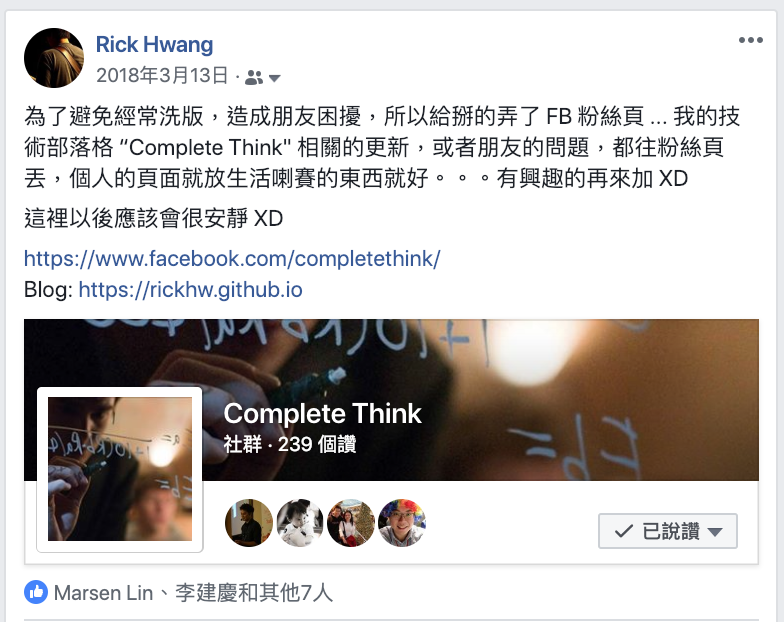 Rick Hwang
2018年3月13日 ·
為了避免經常洗版，造成朋友困擾，所以給掰的弄了 FB 粉絲頁 ... 我的技
術部落格 “Complete Think" 相關的更新，或者朋友的問題，都往粉絲頁
丟，個人的頁面就放生活喇賽的東西就好。。。有興趣的再來加 XD
這裡以後應該會很安靜 XD
https://www.facebook.com/completethink/
Blog: https://rickhw.github.io
Complete Think
社群 · 239 個讚
已說讚
Marsen Lin、李建慶和其他7人